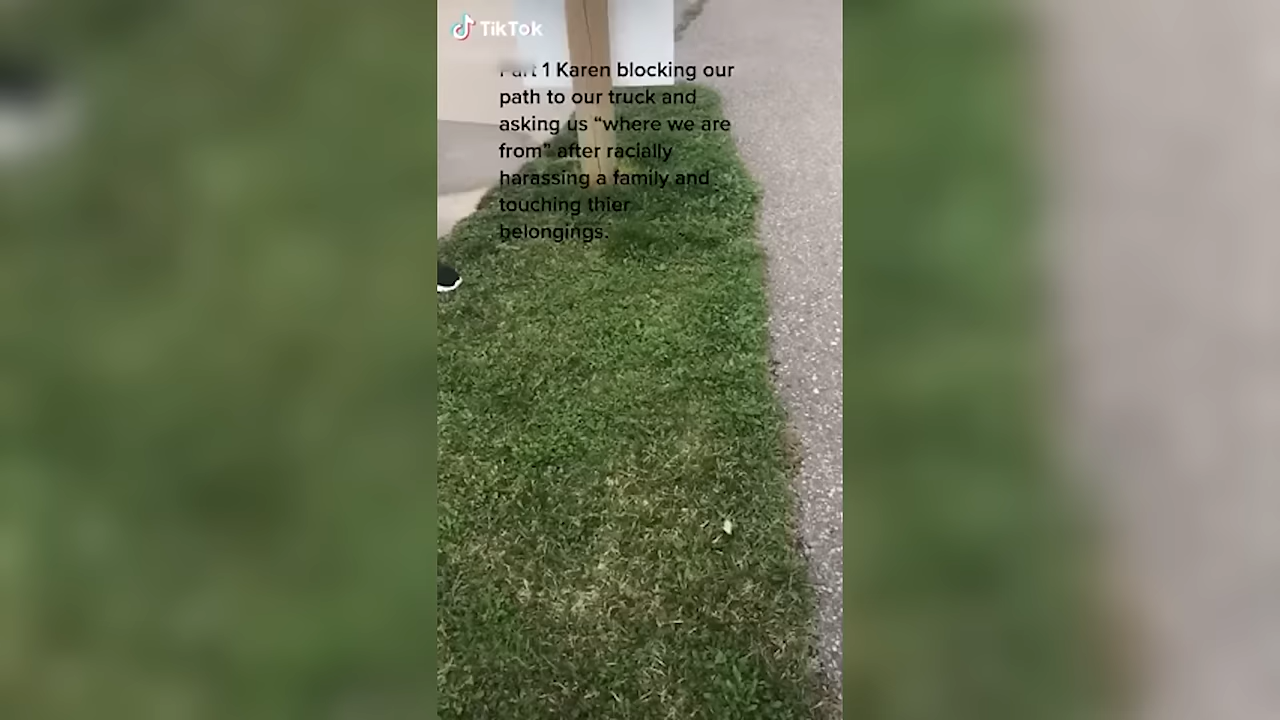 TikTok
Part 1 Karen blocking our
path to our truck and
asking us “where we are
from” after racially
harassing a family and
touching thier
belongings.